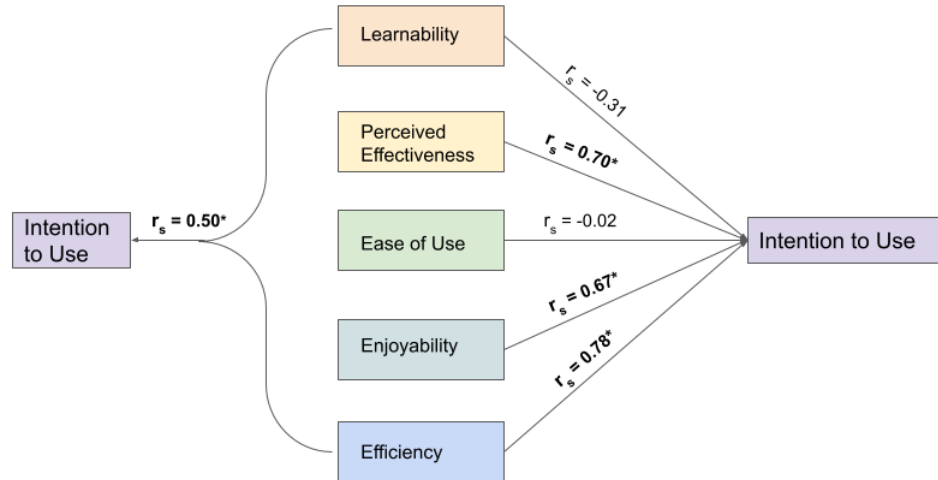 Learnability
r_s = -0.31
Perceived
Effectiveness
r_s = 0.70*
Intention
to Use
r_s = 0.50*
Ease of Use
r_s = -0.02
Intention to Use
Enjoyability
r_s = 0.67*
Efficiency
r_s = 0.78*